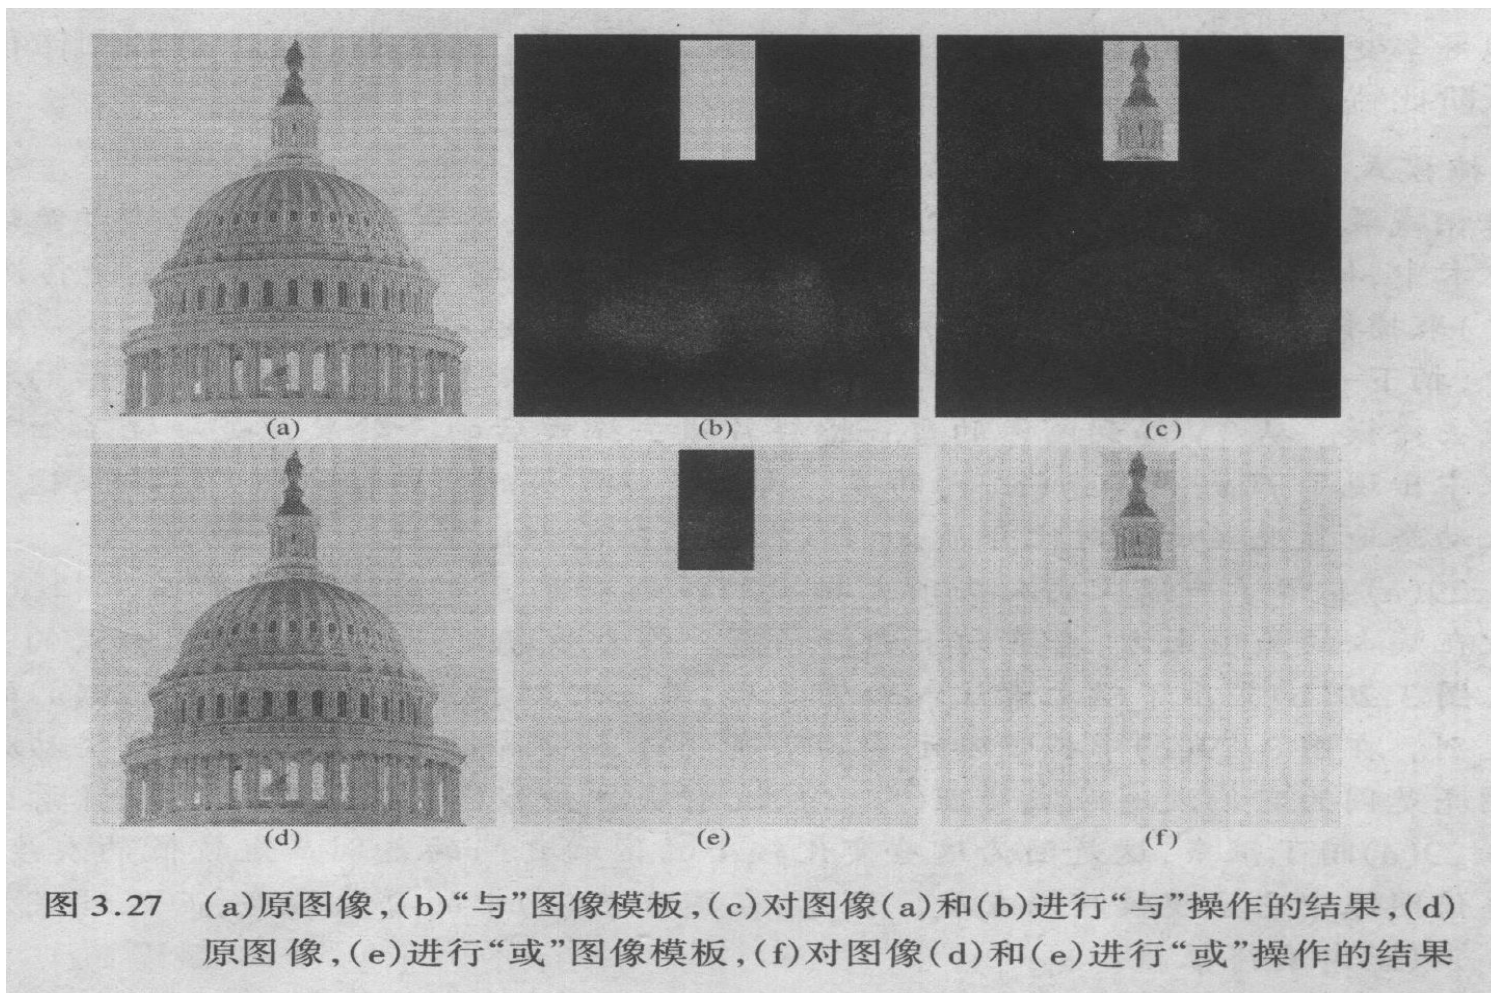 (a) (b) (c)
(d) (e) (f)
图 3.27 (a)原图像,(b)“与”图像模板,(c)对图像(a)和(b)进行“与”操作的结果,(d)
原图像,(e)进行“或”图像模板,(f)对图像(d)和(e)进行“或”操作的结果